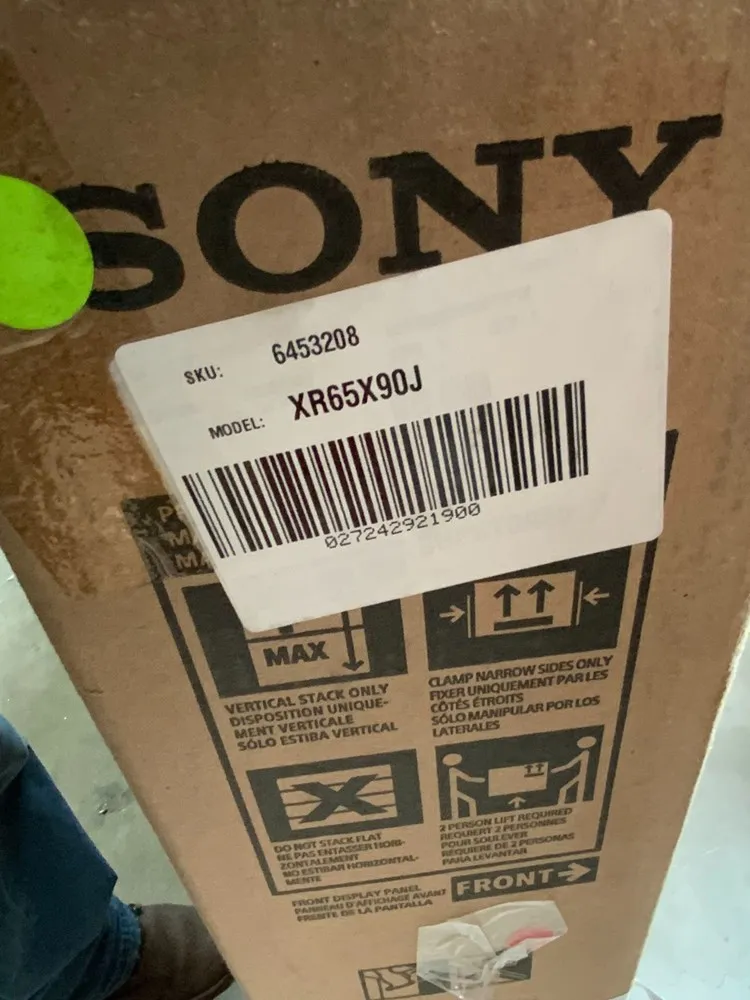 SONY
SKU: 6453208
MODEL: XR65X90J
027242921900
MAX
VERTICAL STACK ONLY
DISPOSITION UNIQUE-
MENT VERTICALE
SÓLO ESTIBA VERTICAL
CLAMP NARROW SIDES ONLY
FIXER UNIQUEMENT PAR LES
CÔTÉS ÉTROITS
SÓLO MANIPULAR POR LOS
LATERALES
DO NOT STACK FLAT
NE PAS ENTASSER HORI-
ZONTALEMENT
NO ESTIBAR HORIZONTAL-
MENTE
2 PERSON LIFT REQUIRED
REQUIERT 2 PERSONNES
POUR SOULEVER
REQUIERE DE 2 PERSONAS
PARA LEVANTAR
FRONT DISPLAY PANEL
PANNEAU D'AFFICHAGE AVANT
FRENTE DE LA PANTALLA
FRONT